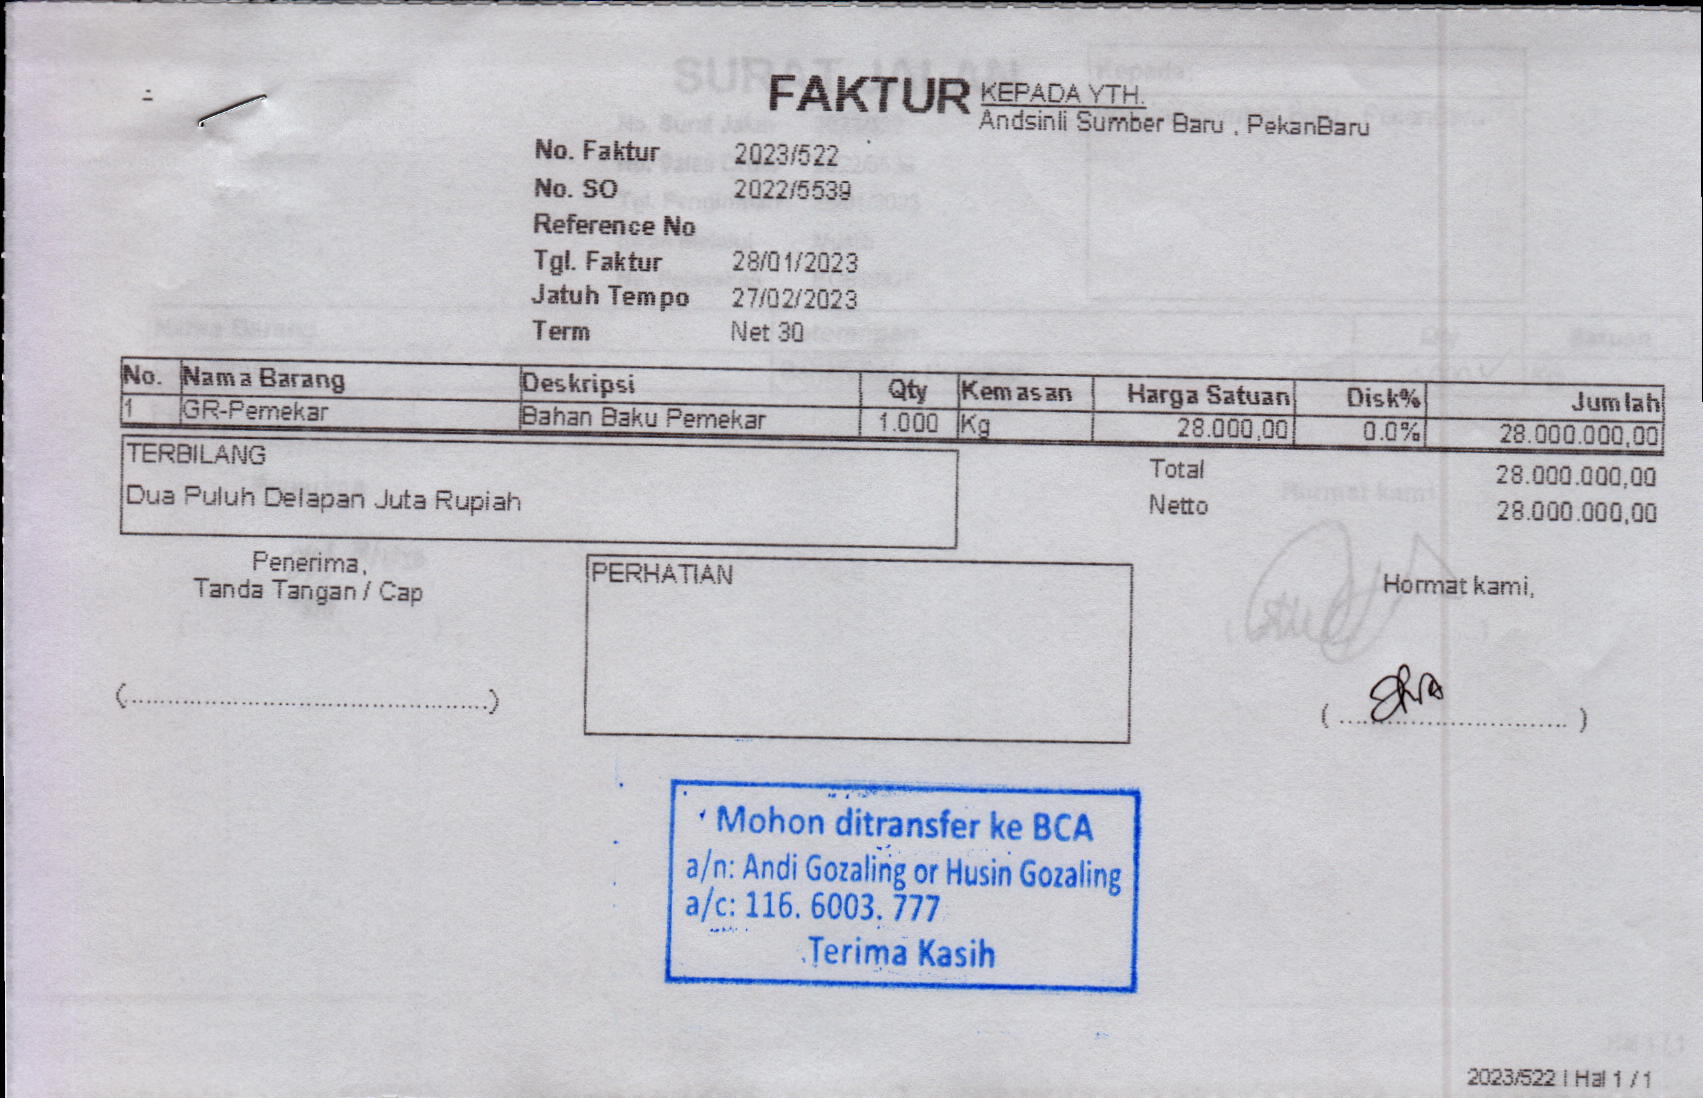 FAKTUR
KEPADA YTH.
Andsinli Sumber Baru , PekanBaru
No. Faktur 2023/522
No. SO 2022/5539
Reference No
Tgl. Faktur 28/01/2023
Jatuh Tempo 27/02/2023
Term Net 30
No. Nama Barang Deskripsi Qty Kemasan Harga Satuan Disk% Jumlah
1 GR-Pemekar Bahan Baku Pemekar 1.000 Kg 28.000,00 0.0% 28.000.000,00
TERBILANG
Dua Puluh Delapan Juta Rupiah
Total 28.000.000,00
Netto 28.000.000,00
Penerima,
Tanda Tangan / Cap
PERHATIAN
Hormat kami,
(................................................)
( ............................... )
Mohon ditransfer ke BCA
a/n: Andi Gozaling or Husin Gozaling
a/c: 116. 6003. 777
Terima Kasih
2023/522 | Hal 1 / 1